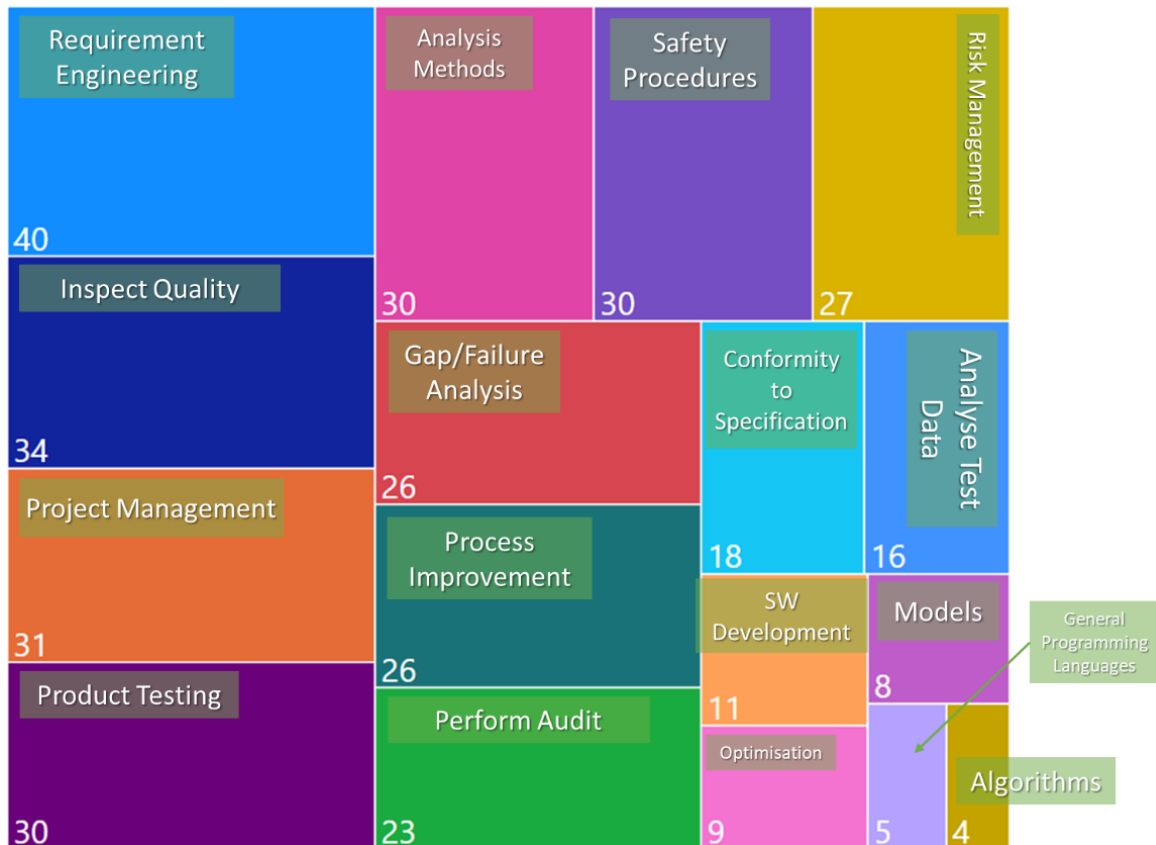 Requirement
Engineering
40
Inspect Quality
34
Project Management
31
Product Testing
30
Analysis
Methods
30
Safety
Procedures
30
Risk Management
27
Gap/Failure
Analysis
26
Process
Improvement
26
Perform Audit
23
Conformity
to
Specification
18
Analyse Test
Data
16
SW
Development
11
Models
8
Optimisation
9
General
Programming
Languages
5
Algorithms
4